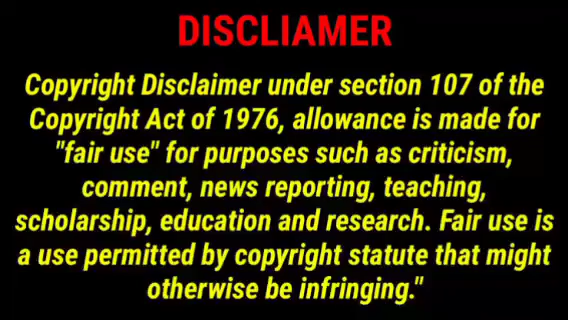 DISCLIAMER
Copyright Disclaimer under section 107 of the
Copyright Act of 1976, allowance is made for
"fair use" for purposes such as criticism,
comment, news reporting, teaching,
scholarship, education and research. Fair use is
a use permitted by copyright statute that might
otherwise be infringing."